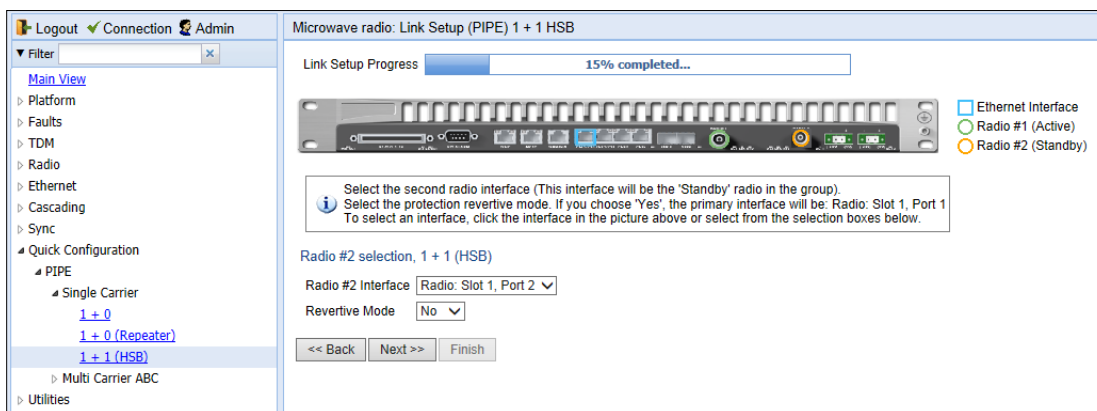 Logout Connection Admin
Filter
Main View
Platform
Faults
TDM
Radio
Ethernet
Cascading
Sync
Quick Configuration
PIPE
Single Carrier
1 + 0
1 + 0 (Repeater)
1 + 1 (HSB)
Multi Carrier ABC
Utilities
Microwave radio: Link Setup (PIPE) 1 + 1 HSB
Link Setup Progress 15% completed...
Ethernet Interface
Radio #1 (Active)
Radio #2 (Standby)
Select the second radio interface (This interface will be the 'Standby' radio in the group).
Select the protection revertive mode. If you choose 'Yes', the primary interface will be: Radio: Slot 1, Port 1
To select an interface, click the interface in the picture above or select from the selection boxes below.
Radio #2 selection, 1 + 1 (HSB)
Radio #2 Interface Radio: Slot 1, Port 2
Revertive Mode No
<< Back Next >> Finish